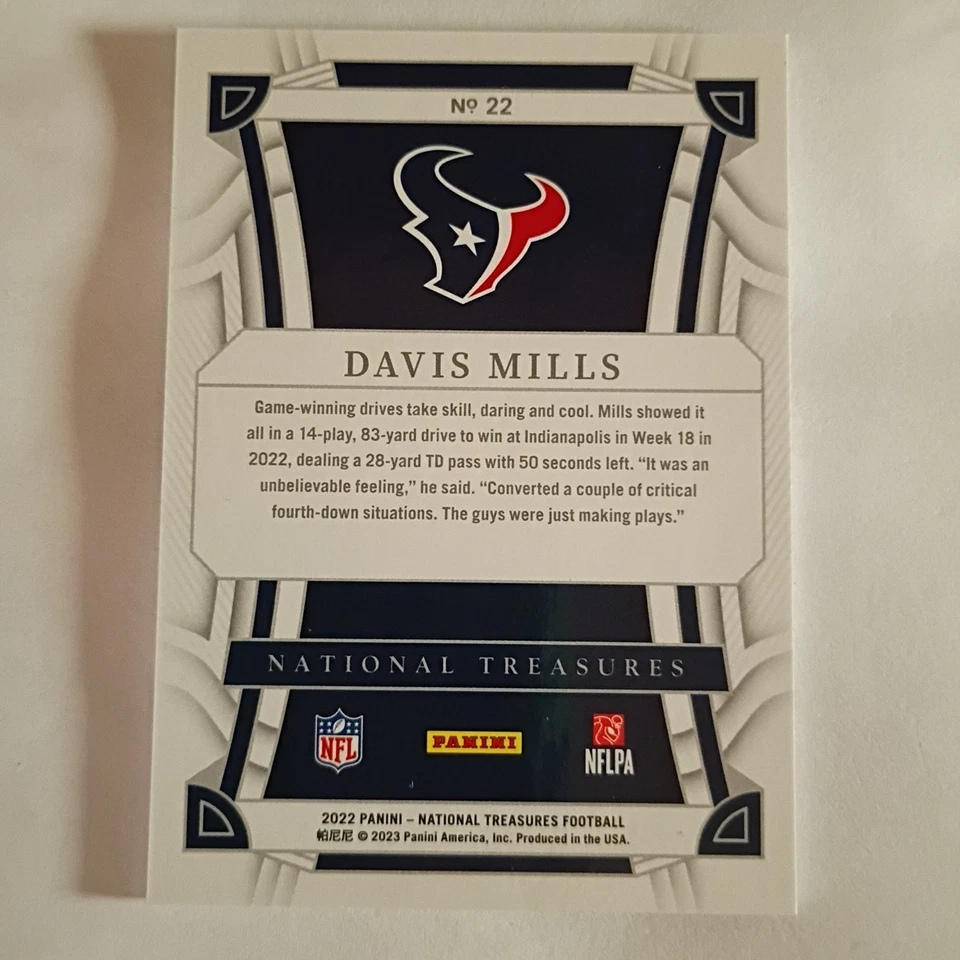 Nº 22
DAVIS MILLS
Game-winning drives take skill, daring and cool. Mills showed it
all in a 14-play, 83-yard drive to win at Indianapolis in Week 18 in
2022, dealing a 28-yard TD pass with 50 seconds left. “It was an
unbelievable feeling,” he said. “Converted a couple of critical
fourth-down situations. The guys were just making plays.”
NATIONAL TREASURES
NFL
PANINI
NFLPA
2022 PANINI – NATIONAL TREASURES FOOTBALL
帕尼尼 © 2023 Panini America, Inc. Produced in the USA.